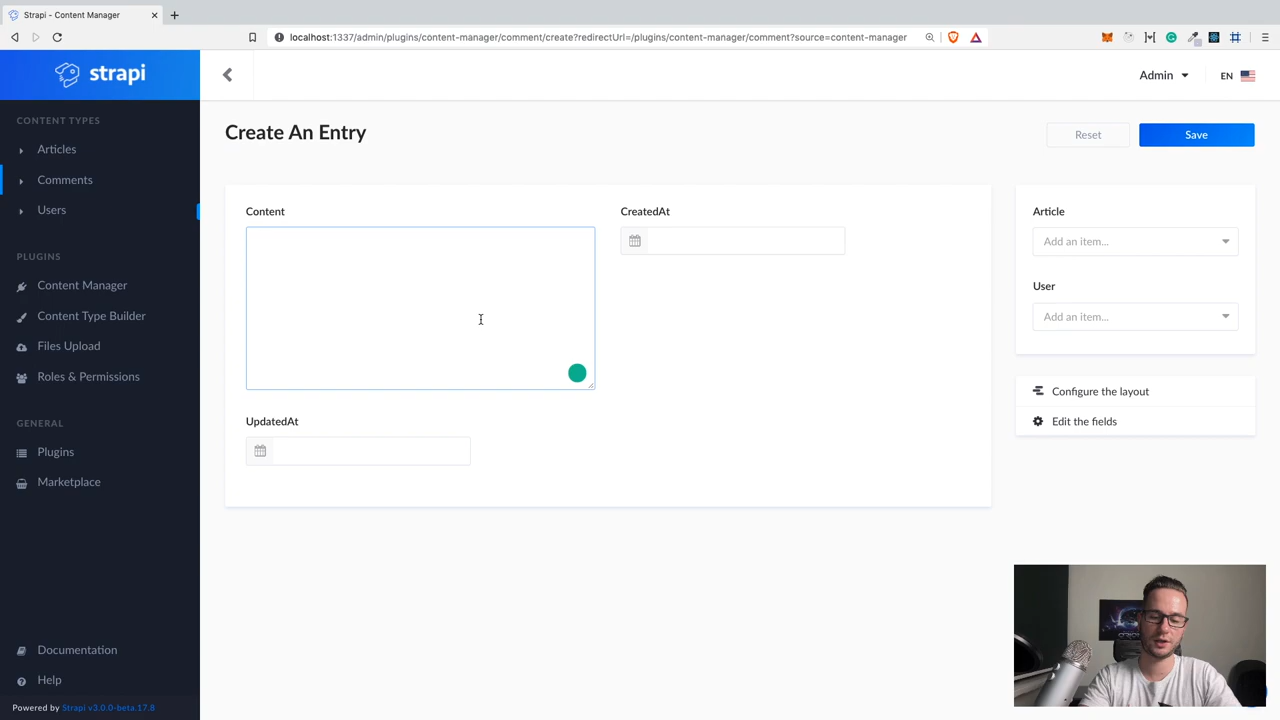 Strapi - Content Manager
localhost:1337/admin/plugins/content-manager/comment/create?redirectUrl=/plugins/content-manager/comment?source=content-manager
strapi
Admin
EN
CONTENT TYPES
Articles
Comments
Users
PLUGINS
Content Manager
Content Type Builder
Files Upload
Roles & Permissions
GENERAL
Plugins
Marketplace
Documentation
Help
Powered by Strapi v3.0.0-beta.17.8
Create An Entry
Reset
Save
Content
CreatedAt
UpdatedAt
Article
Add an item...
User
Add an item...
Configure the layout
Edit the fields